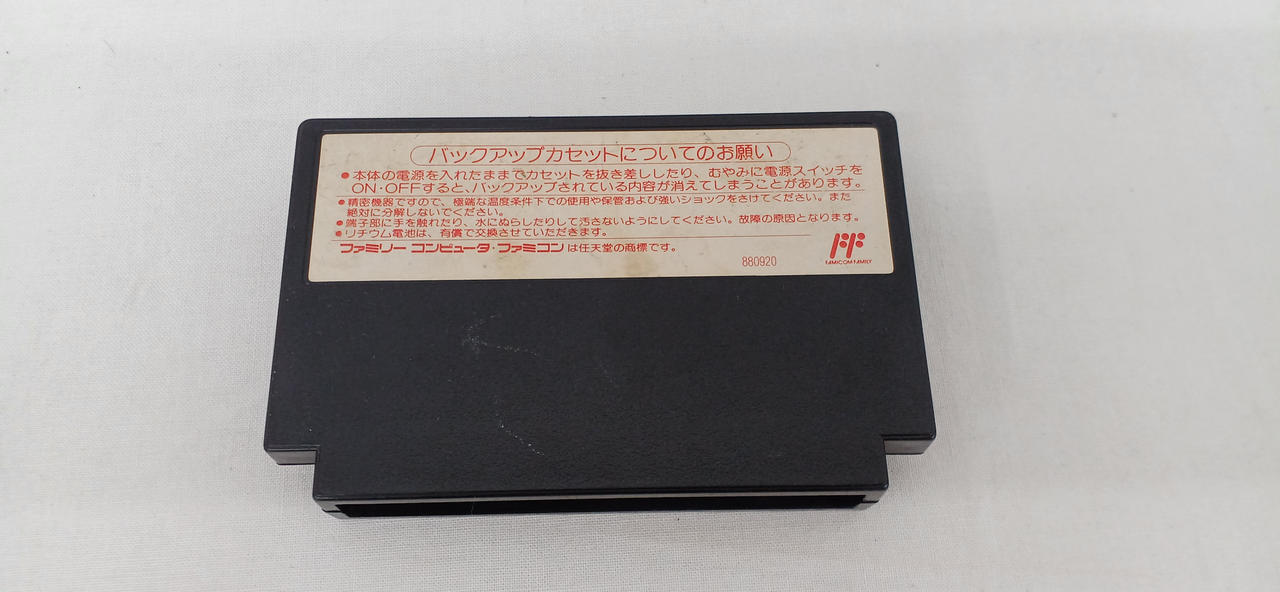 バックアップカセットについてのお願い
●本体の電源を入れたままでカセットを抜き差ししたり、むやみに電源スイッチを
ON・OFFすると、バックアップされている内容が消えてしまうことがあります。
●精密機器ですので、極端な温度条件下での使用や保管および強いショックをさけてください。また
絶対に分解しないでください。
●端子部に手を触れたり、水にぬらしたりして汚さないようにしてください。故障の原因となります。
●リチウム電池は、有償で交換させていただきます。
ファミリーコンピュータ・ファミコンは任天堂の商標です。
880920
FAMICOM FAMILY